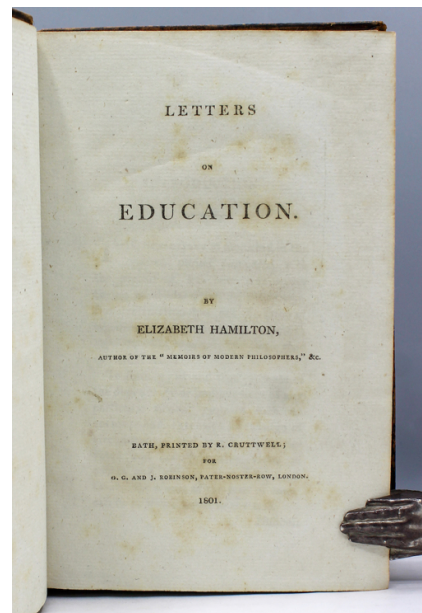 LETTERS
ON
EDUCATION.
BY
ELIZABETH HAMILTON,
AUTHOR OF THE "MEMOIRS OF MODERN PHILOSOPHERS," &c.
BATH, PRINTED BY R. CRUTTWELL;
FOR
G. G. AND J. ROBINSON, PATER-NOSTER-ROW, LONDON.
1801.